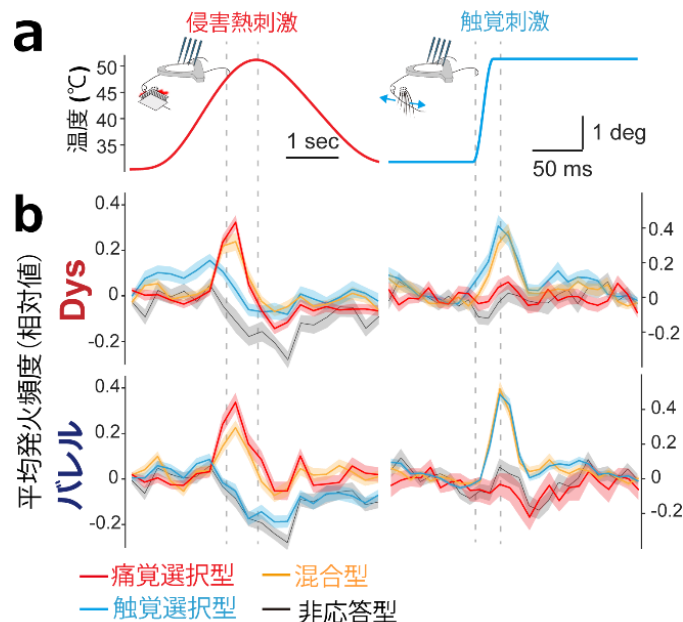 a
侵害熱刺激
触覚刺激
温度 (℃)
50
40
35
1 sec
1 deg
50 ms
b
平均発火頻度 (相対値)
Dys
0.4
0.2
0
-0.2
0.4
0.2
0
-0.2
バレル
0.4
0.2
0
-0.2
0.4
0.2
0
-0.2
痛覚選択型
混合型
触覚選択型
非応答型